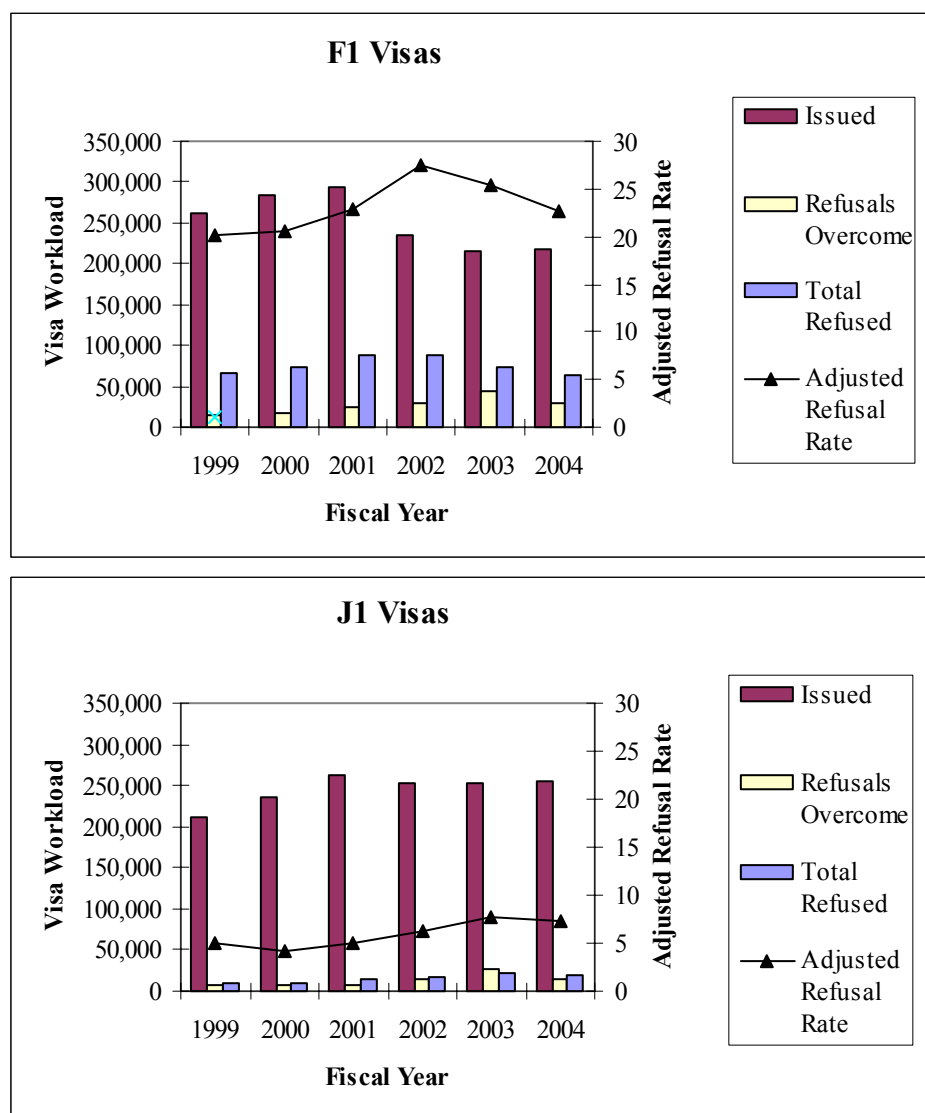 F1 Visas
350,000
300,000
250,000
200,000
150,000
100,000
50,000
0
Visa Workload
1999 2000 2001 2002 2003 2004
Fiscal Year
30
25
20
15
10
5
0
Adjusted Refusal Rate
Issued
Refusals
Overcome
Total
Refused
Adjusted
Refusal
Rate
J1 Visas
350,000
300,000
250,000
200,000
150,000
100,000
50,000
0
Visa Workload
1999 2000 2001 2002 2003 2004
Fiscal Year
30
25
20
15
10
5
0
Adjusted Refusal Rate
Issued
Refusals
Overcome
Total
Refused
Adjusted
Refusal
Rate